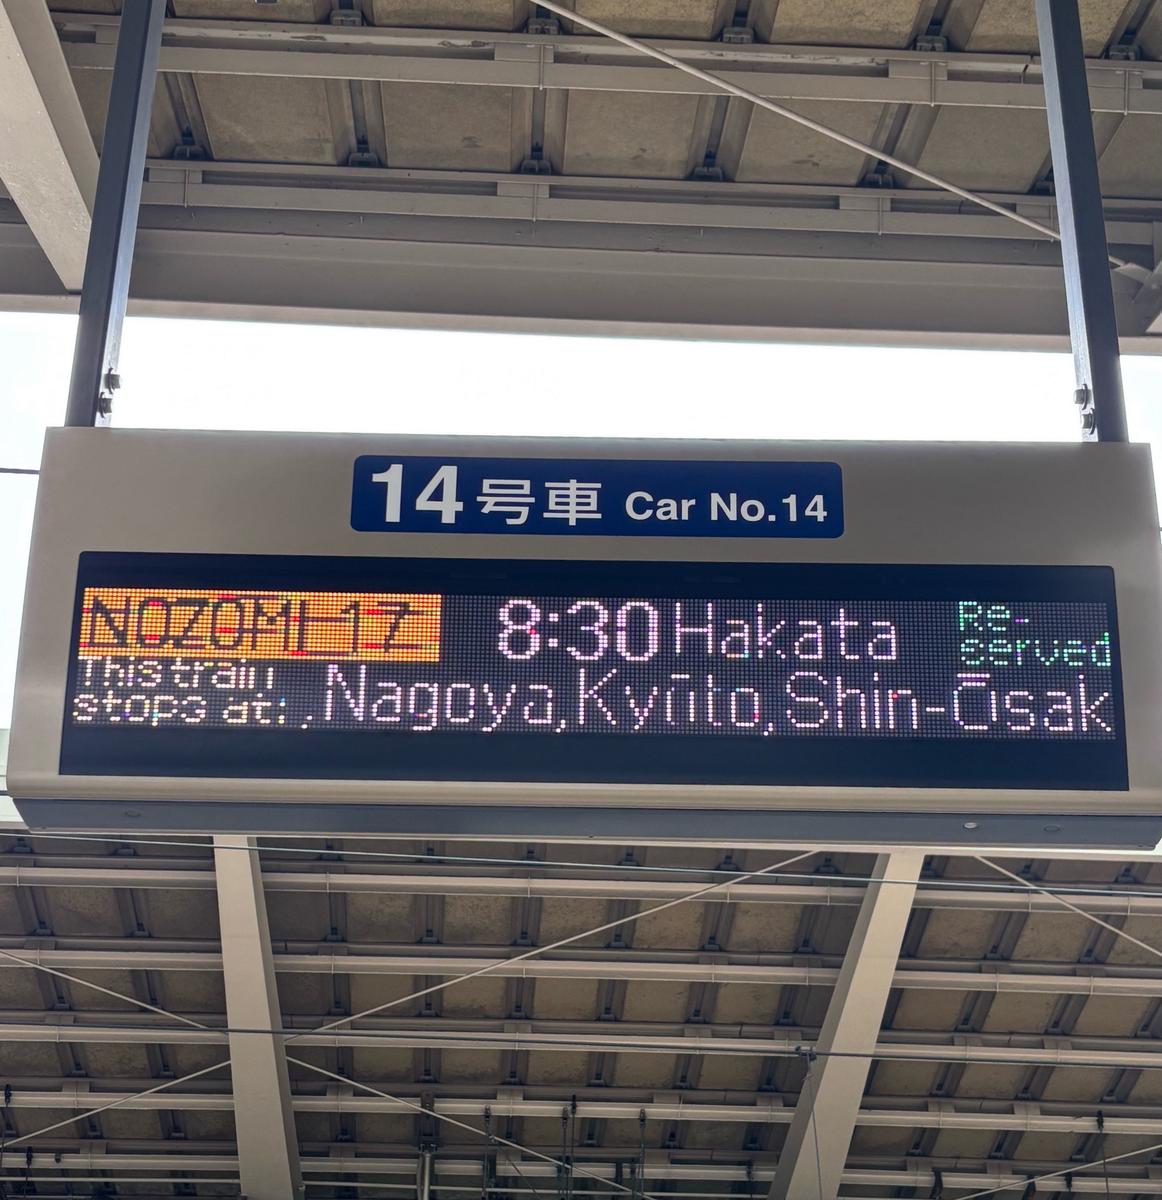 14号車 Car No.14
NOZOMI 17 8:30 Hakata Re-served
This train stops at: , Nagoya, Kyōto, Shin-Ōsak